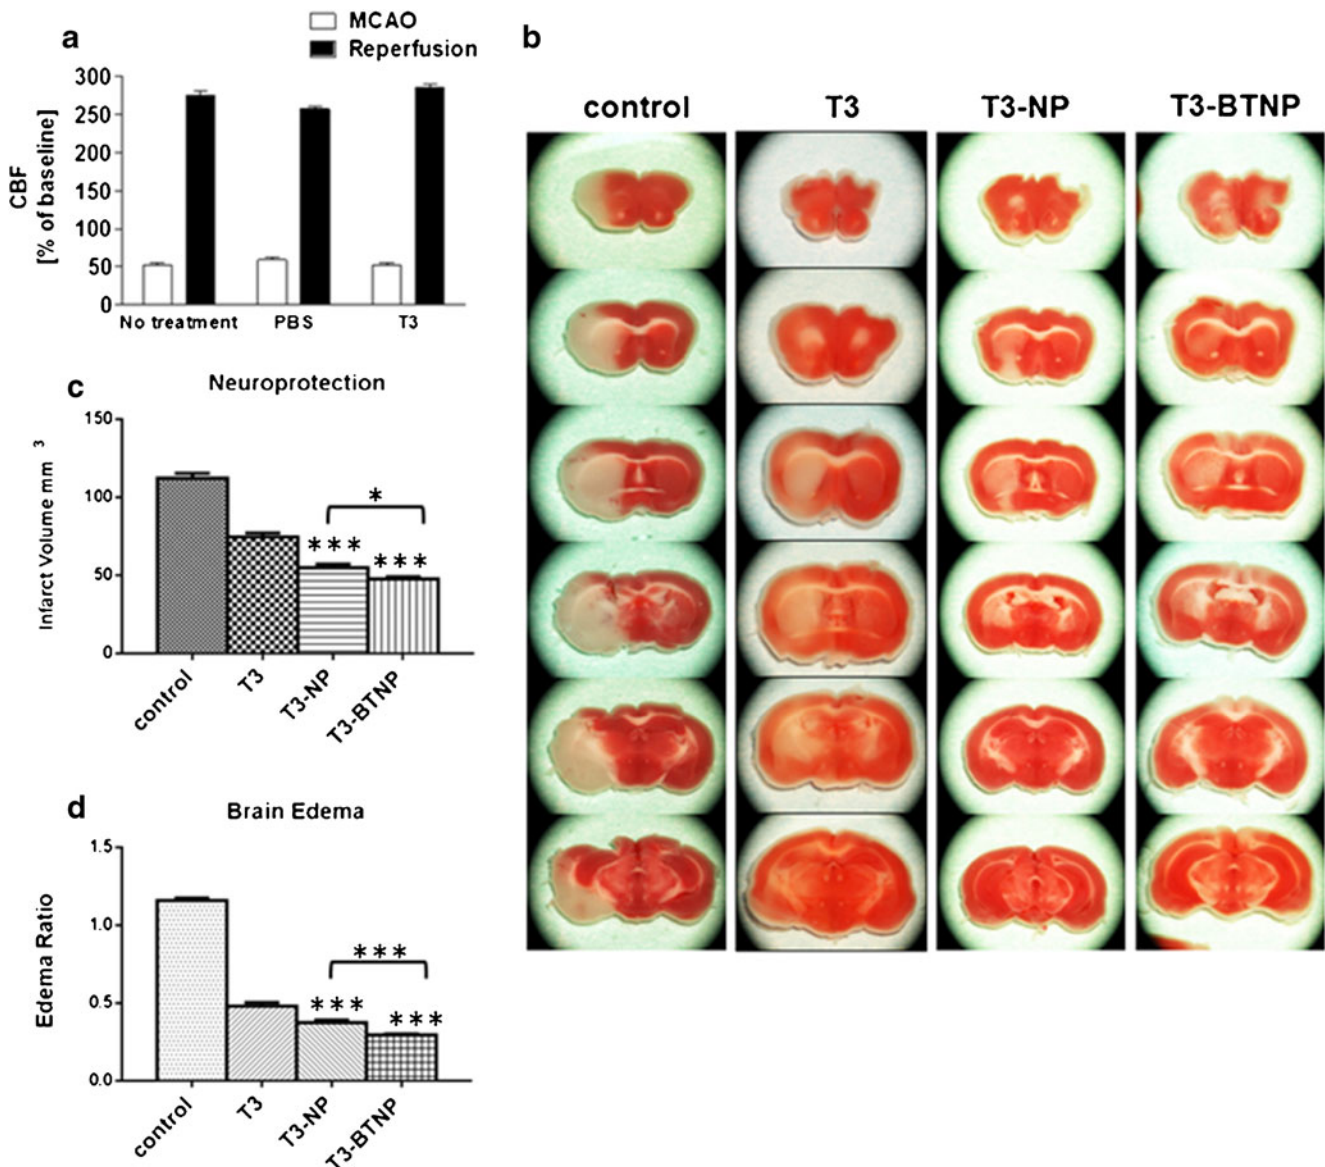 a
MCAO
Reperfusion
CBF
[% of baseline]
300
250
200
150
100
50
0
No treatment
PBS
T3
b
control
T3
T3-NP
T3-BTNP
c
Neuroprotection
Infarct Volume mm 3
150
100
50
0
*
***
***
control
T3
T3-NP
T3-BTNP
d
Brain Edema
Edema Ratio
1.5
1.0
0.5
0.0
***
***
***
control
T3
T3-NP
T3-BTNP